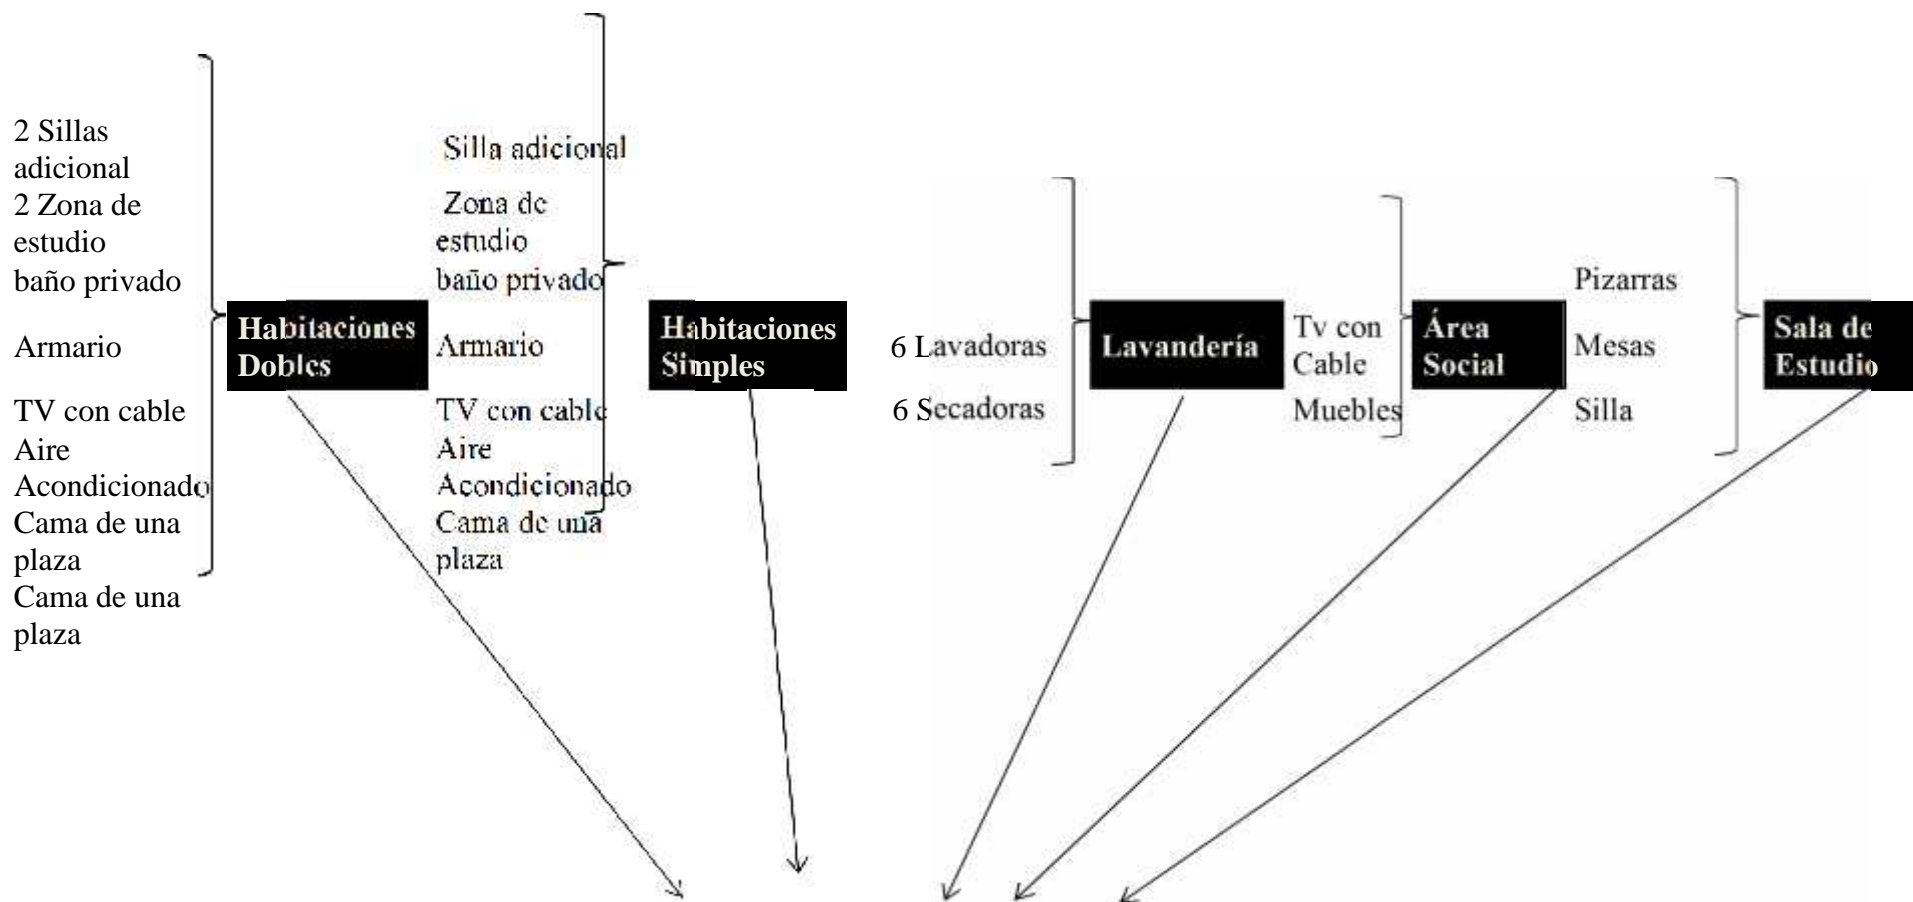 2 Sillas
adicional
2 Zona de
estudio
baño privado
Armario
TV con cable
Aire
Acondicionado
Cama de una
plaza
Cama de una
plaza
Habitaciones
Dobles
Silla adicional
Zona de
estudio
baño privado
Armario
TV con cable
Aire
Acondicionado
Cama de una
plaza
Habitaciones
Simples
6 Lavadoras
6 Secadoras
Lavandería
Tv con
Cable
Muebles
Área
Social
Pizarras
Mesas
Silla
Sala de
Estudio